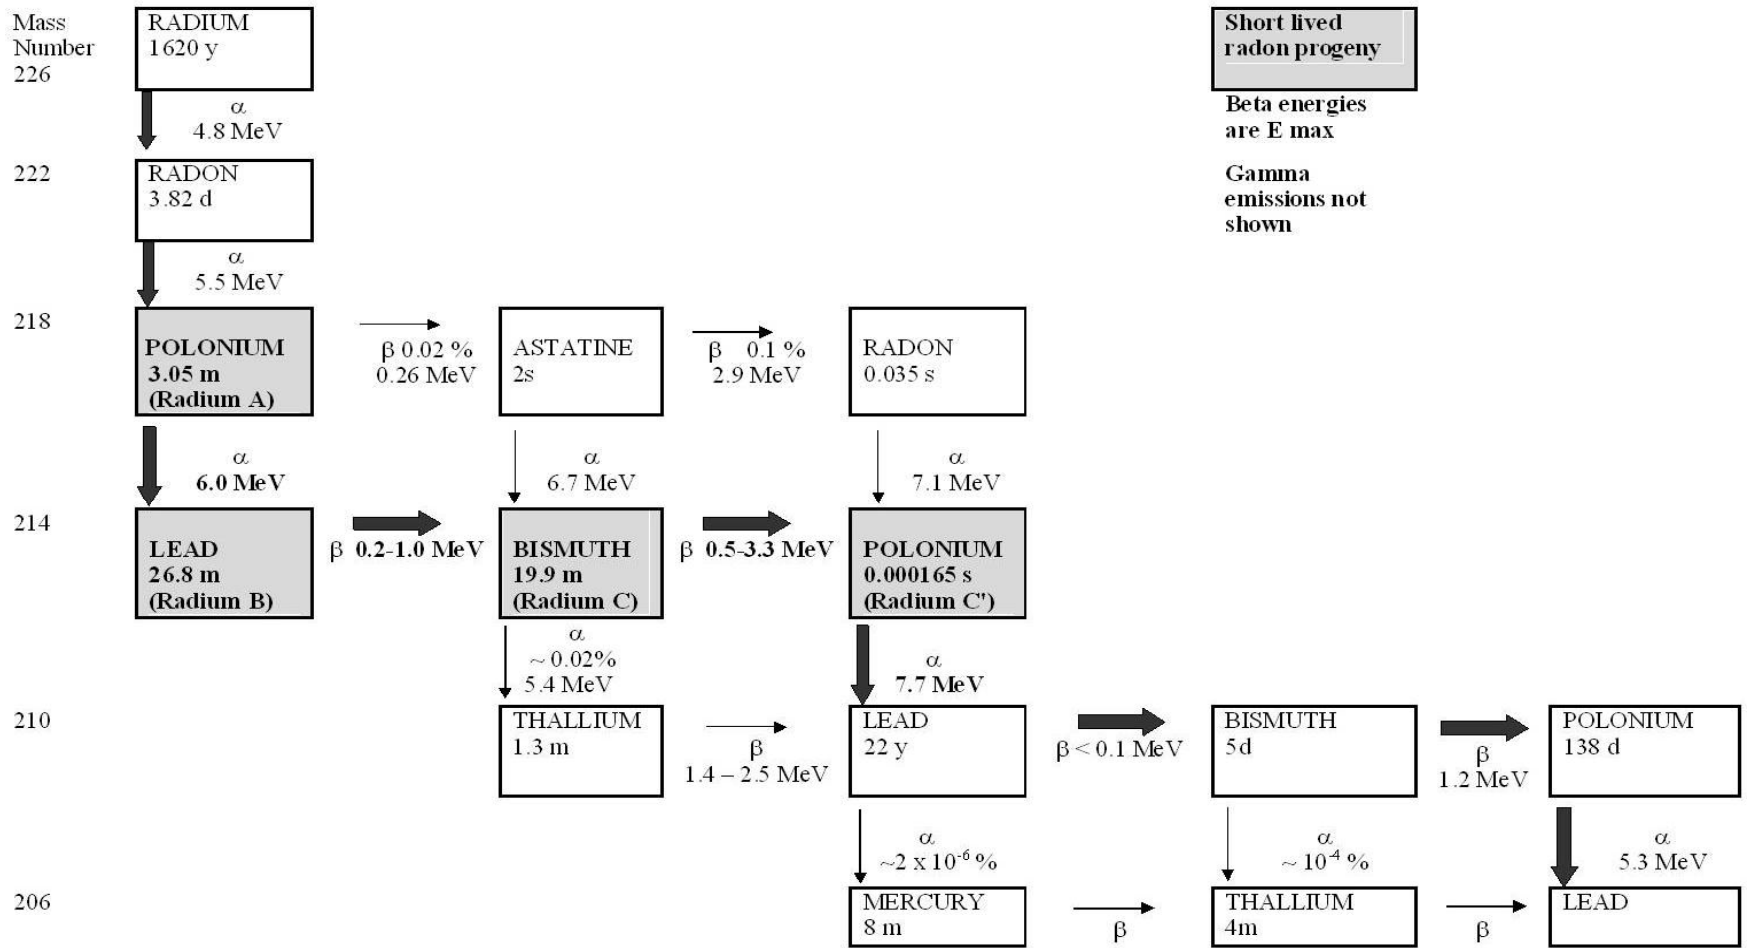 Mass
Number
226
RADIUM
1620 y
Short lived
radon progeny
α
4.8 MeV
Beta energies
are E max
222
RADON
3.82 d
Gamma
emissions not
shown
α
5.5 MeV
218
POLONIUM
3.05 m
(Radium A)
β 0.02 %
0.26 MeV
ASTATINE
2s
β 0.1 %
2.9 MeV
RADON
0.035 s
α
6.0 MeV
α
6.7 MeV
α
7.1 MeV
214
LEAD
26.8 m
(Radium B)
β 0.2-1.0 MeV
BISMUTH
19.9 m
(Radium C)
β 0.5-3.3 MeV
POLONIUM
0.000165 s
(Radium C')
α
~ 0.02%
5.4 MeV
α
7.7 MeV
210
THALLIUM
1.3 m
β
1.4 – 2.5 MeV
LEAD
22 y
β < 0.1 MeV
BISMUTH
5d
β
1.2 MeV
POLONIUM
138 d
α
~2 x 10⁻⁶ %
α
~ 10⁻⁴ %
α
5.3 MeV
206
MERCURY
8 m
β
THALLIUM
4m
β
LEAD